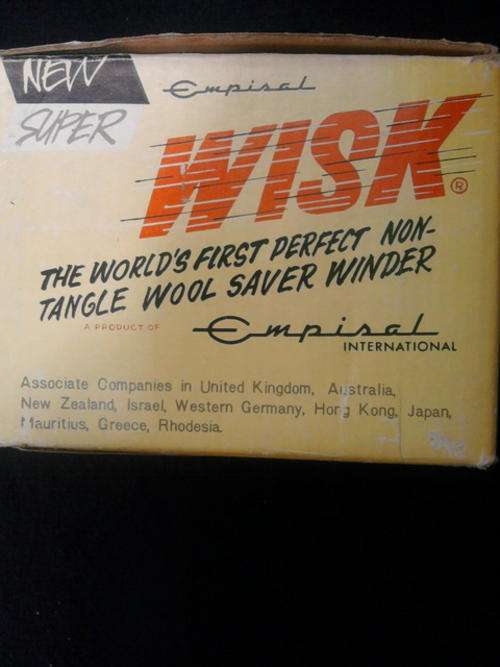 NEW
SUPER
Empisal
WISK®
THE WORLD'S FIRST PERFECT NON-
TANGLE WOOL SAVER WINDER
A PRODUCT OF Empisal
INTERNATIONAL
Associate Companies in United Kingdom, Australia,
New Zealand, Israel, Western Germany, Hong Kong, Japan,
Mauritius, Greece, Rhodesia.